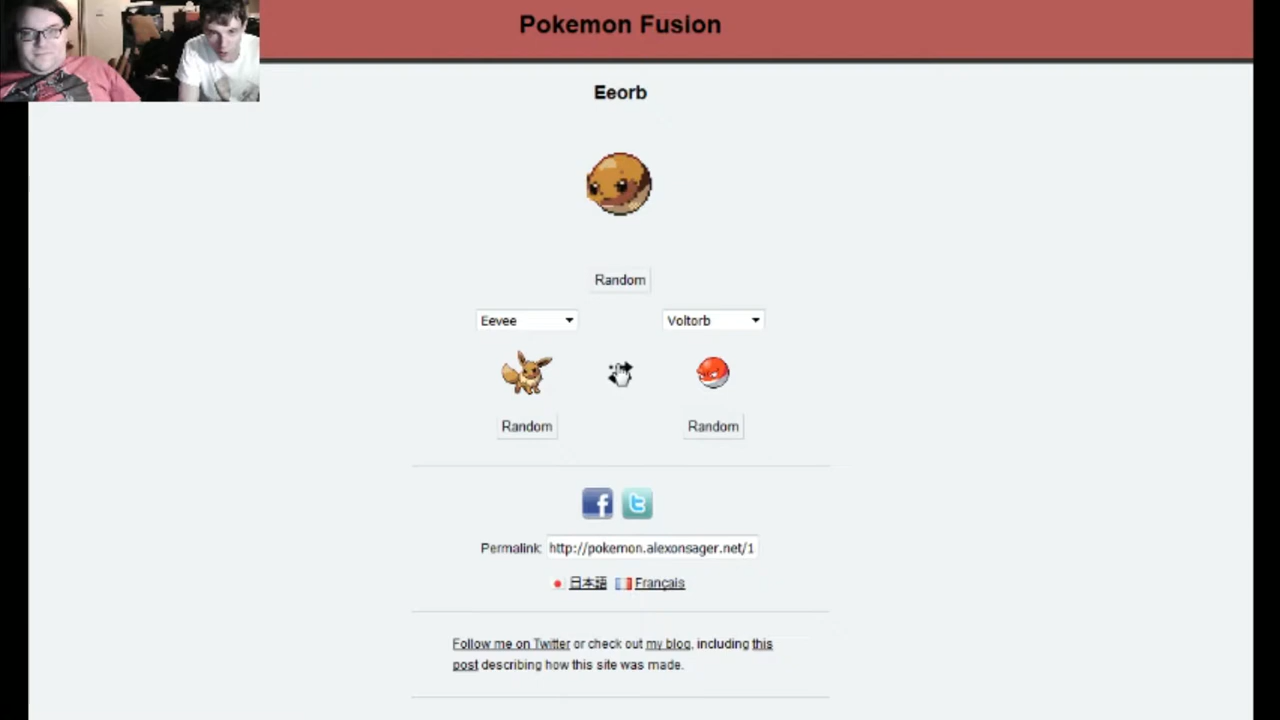 Pokemon Fusion
Eeorb
Random
Eevee Voltorb
Random Random
Permalink: http://pokemon.alexonsager.net/1
日本語 Français
Follow me on Twitter or check out my blog, including this
post describing how this site was made.